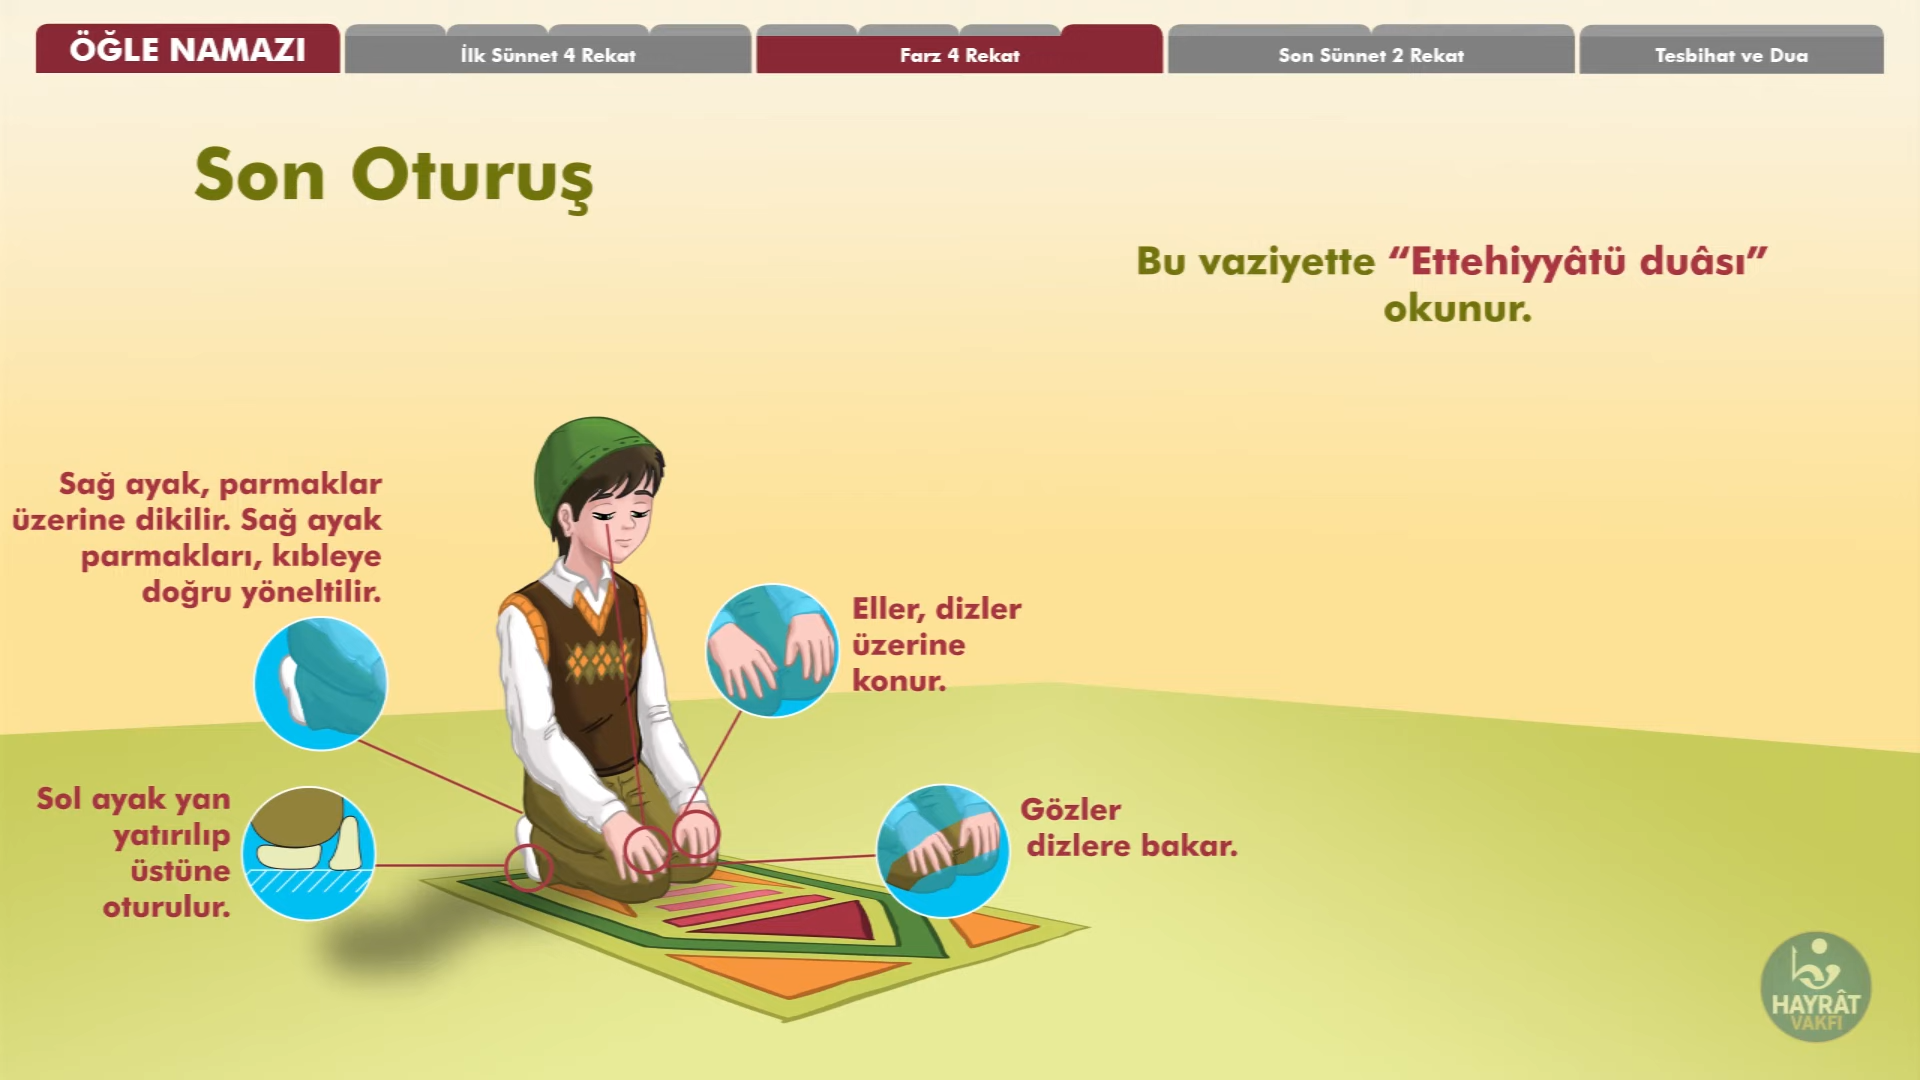 ÖĞLE NAMAZI
İlk Sünnet 4 Rekat
Farz 4 Rekat
Son Sünnet 2 Rekat
Tesbihat ve Dua
Son Oturuş
Bu vaziyette “Ettehiyyâtü duâsı”
okunur.
Sağ ayak, parmaklar
üzerine dikilir. Sağ ayak
parmakları, kıbleye
doğru yöneltilir.
Eller, dizler
üzerine
konur.
Sol ayak yan
yatırılıp
üstüne
oturulur.
Gözler
dizlere bakar.
HAYRÂT
VAKFI